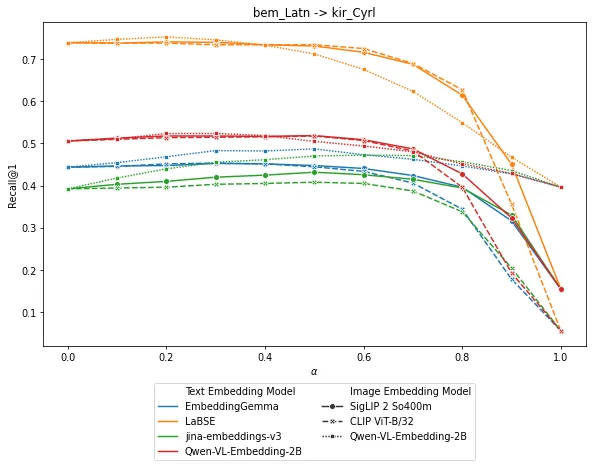 bem_Latn -> kir_Cyrl
0.7
0.6
0.5
0.4
0.3
0.2
0.1
Recall@1
0.0 0.2 0.4 0.6 0.8 1.0
α
Text Embedding Model Image Embedding Model
EmbeddingGemma SigLIP 2 So400m
LaBSE CLIP ViT-B/32
jina-embeddings-v3 Qwen-VL-Embedding-2B
Qwen-VL-Embedding-2B